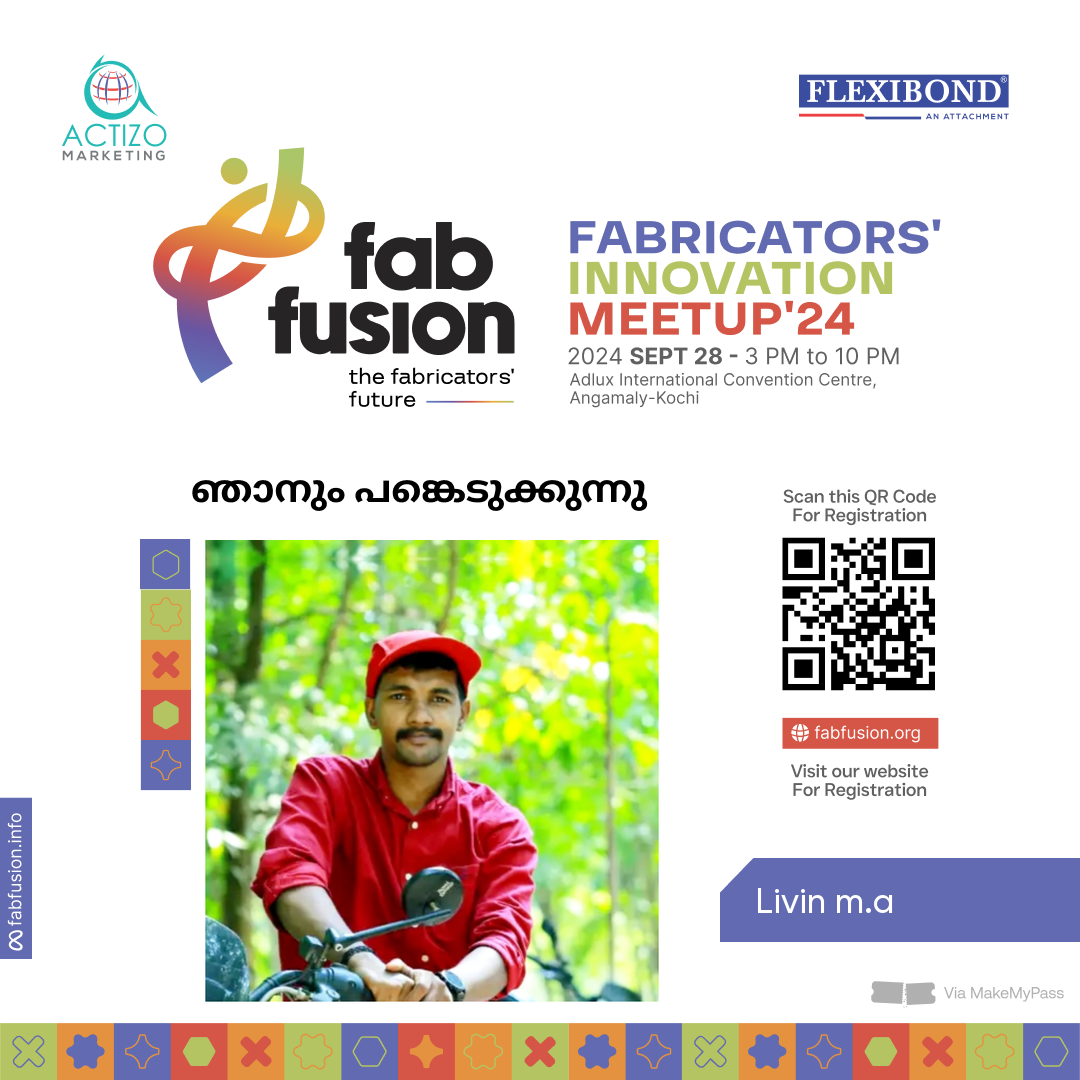 ACTIZO
MARKETING
FLEXIBOND®
AN ATTACHMENT
fab
fusion
the fabricators'
future
FABRICATORS'
INNOVATION
MEETUP'24
2024 SEPT 28 - 3 PM to 10 PM
Adlux International Convention Centre,
Angamaly-Kochi
ഞാനും പങ്കെടുക്കുന്നു
Scan this QR Code
For Registration
fabfusion.org
Visit our website
For Registration
fabfusion.info
Livin m.a
Via MakeMyPass